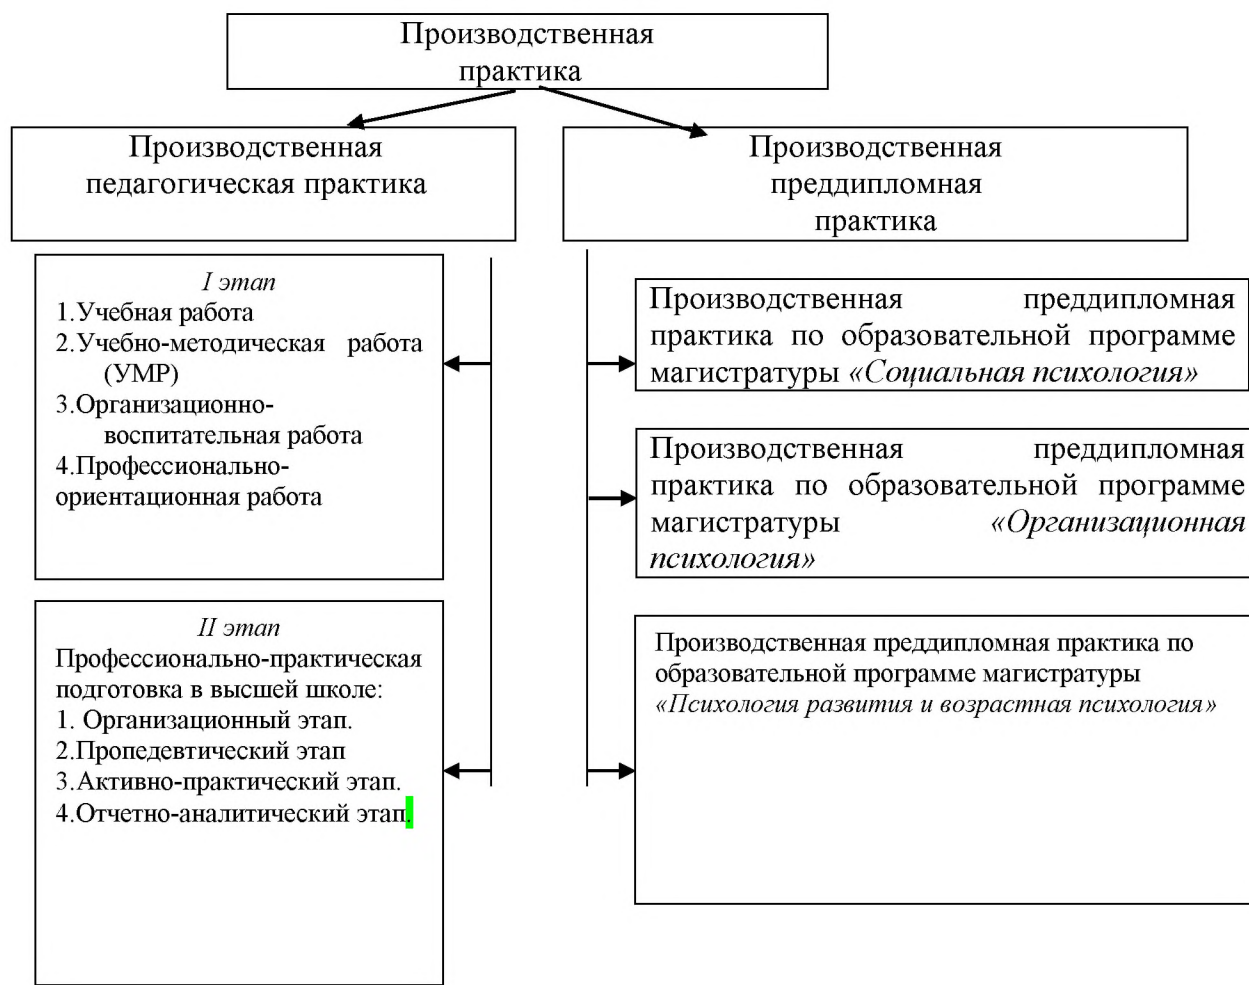 Производственная
практика
Производственная
педагогическая практика
Производственная
преддипломная
практика
I этап
1.Учебная работа
2.Учебно-методическая работа
(УМР)
3.Организационно-
воспитательная работа
4.Профессионально-
ориентационная работа
II этап
Профессионально-практическая
подготовка в высшей школе:
1. Организационный этап.
2.Пропедевтический этап
3.Активно-практический этап.
4.Отчетно-аналитический этап.
Производственная преддипломная
практика по образовательной программе
магистратуры «Социальная психология»
Производственная преддипломная
практика по образовательной программе
магистратуры «Организационная
психология»
Производственная преддипломная практика по
образовательной программе магистратуры
«Психология развития и возрастная психология»